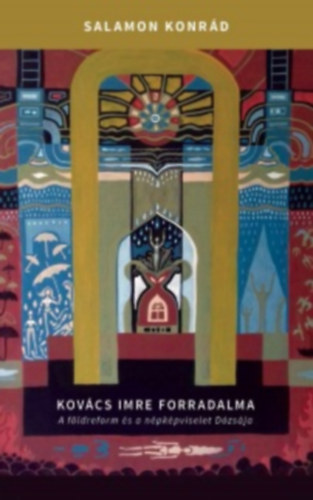 SALAMON KONRÁD
KOVÁCS IMRE FORRADALMA
A földreform és a népképviselet Dózsája